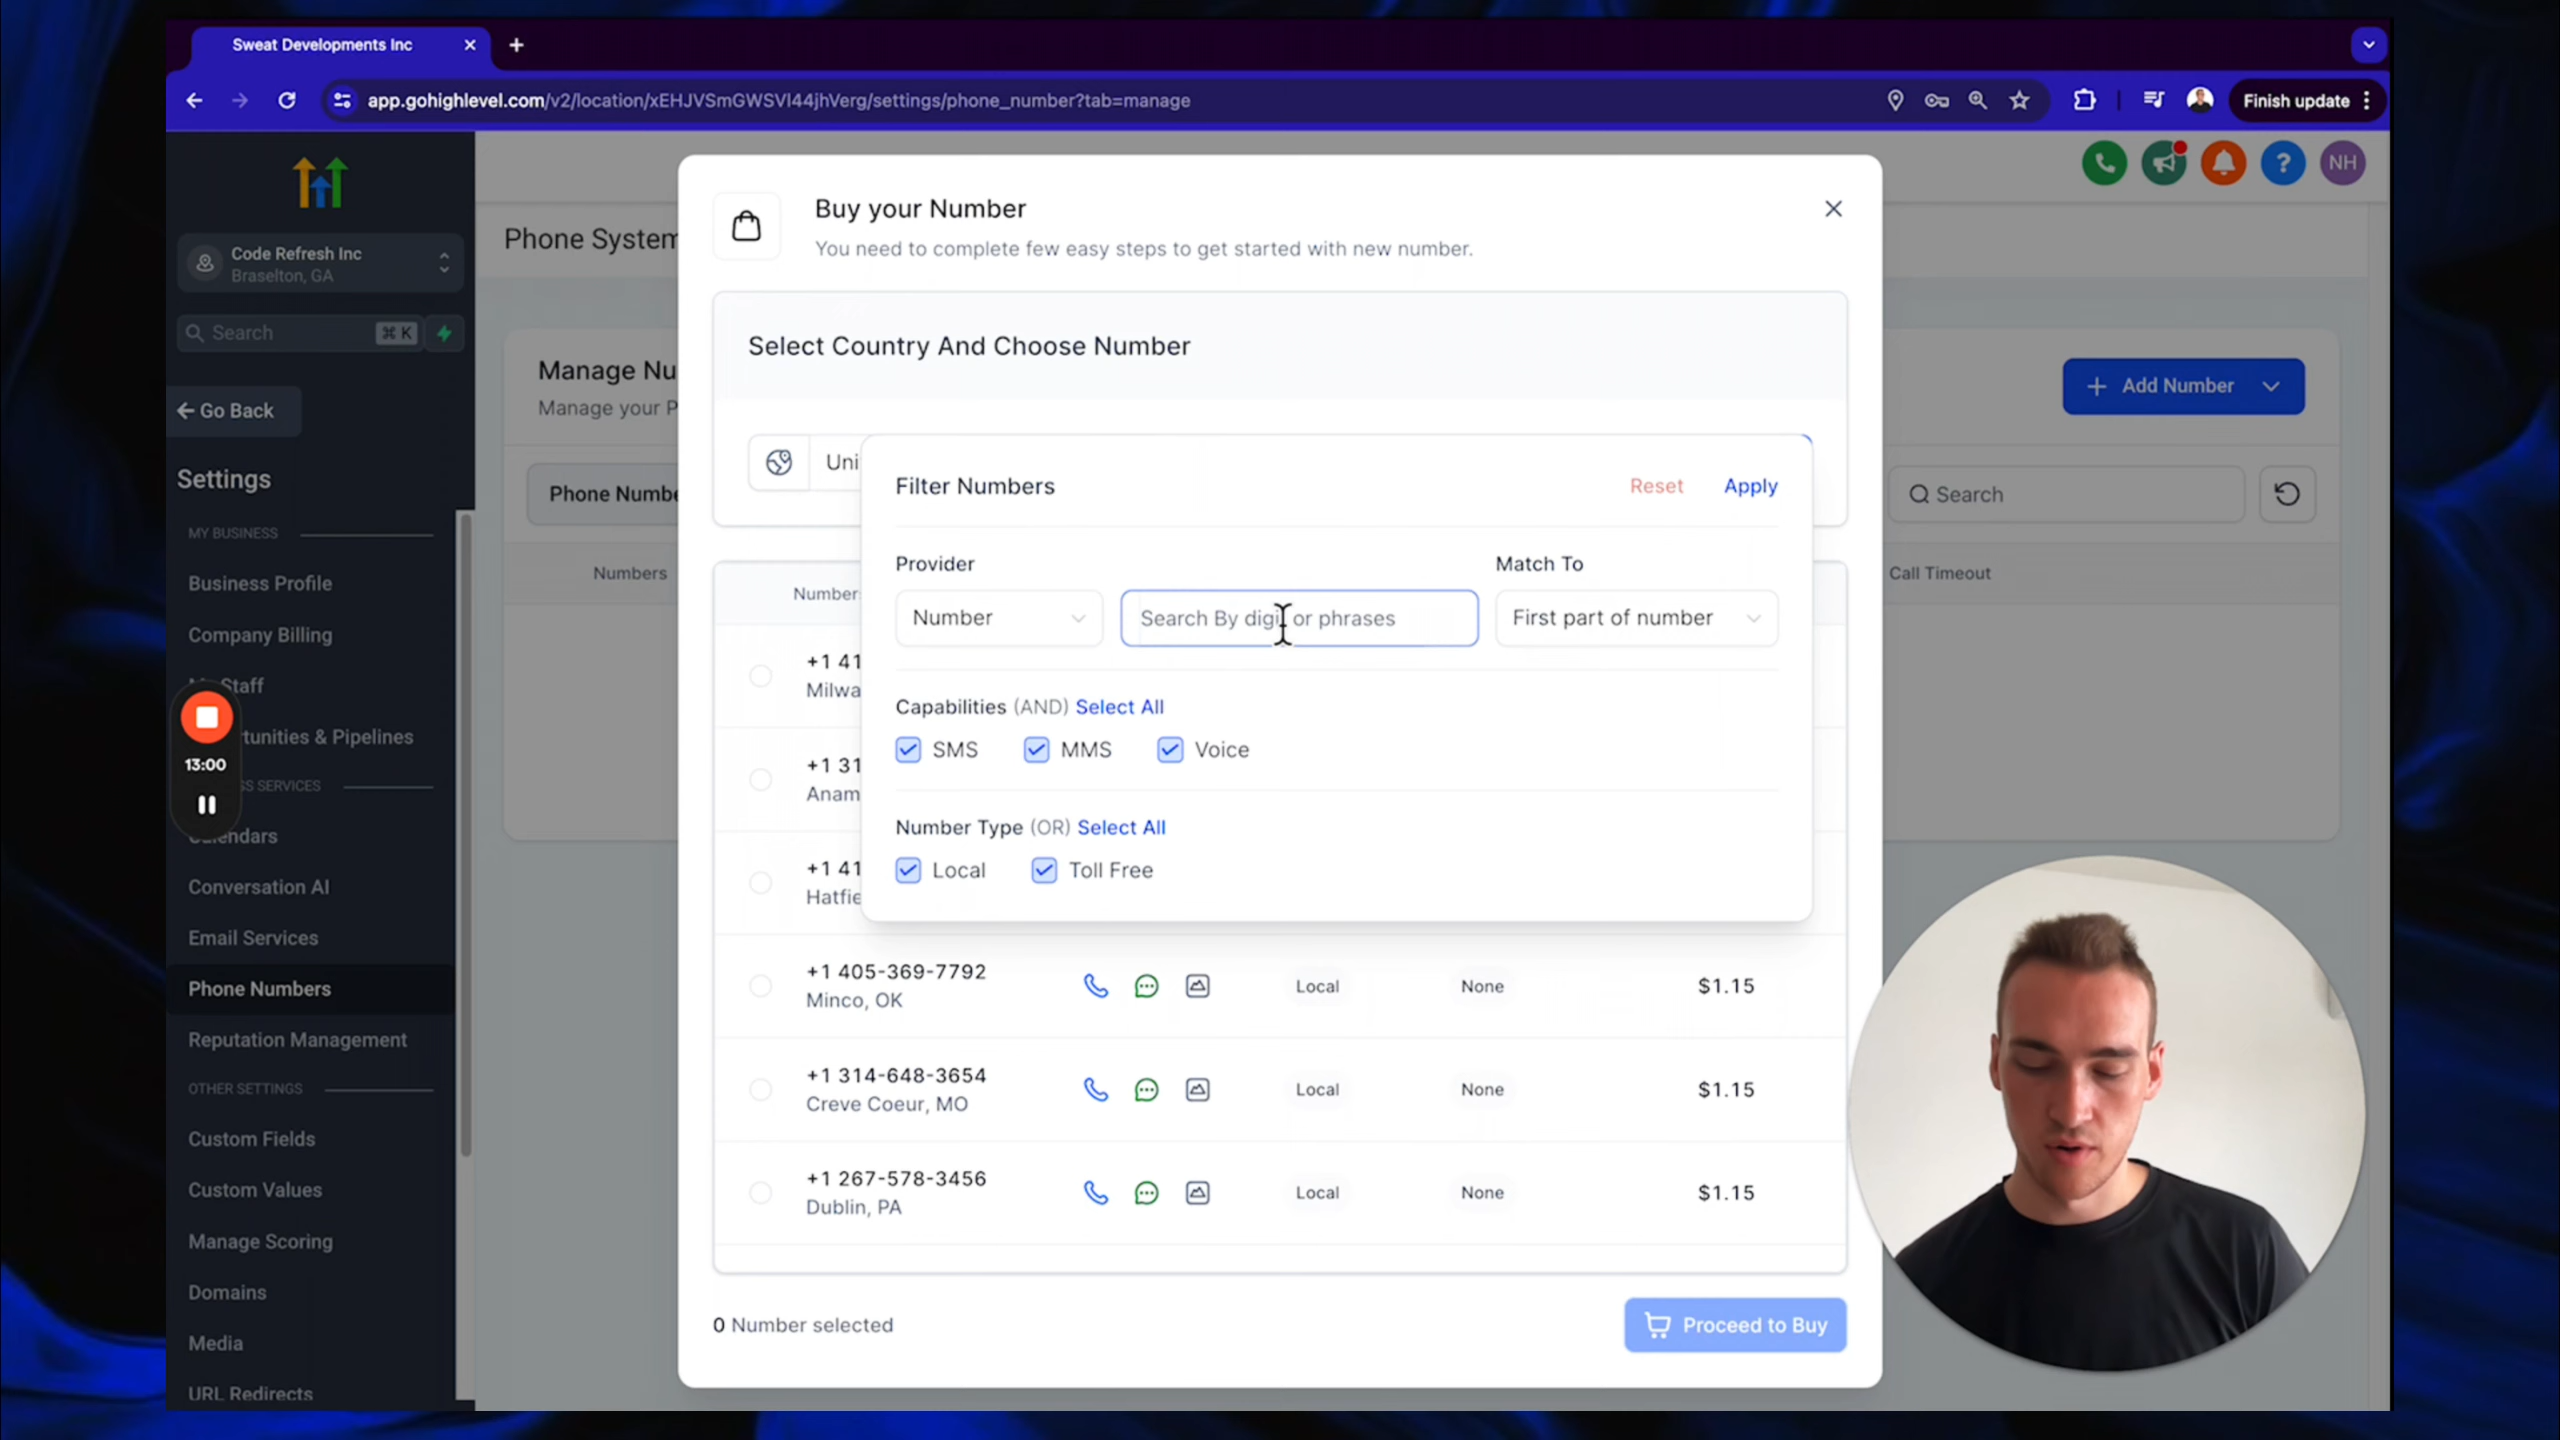 Sweat Developments Inc
app.gohighlevel.com/v2/location/xEHJVSmGWSVl44jhVerg/settings/phone_number?tab=manage
Finish update
Code Refresh Inc
Braselton, GA
Search
⌘ K
Go Back
Settings
MY BUSINESS
Business Profile
Company Billing
Staff
13:00
tunities & Pipelines
SS SERVICES
Calendars
Conversation AI
Email Services
Phone Numbers
Reputation Management
OTHER SETTINGS
Custom Fields
Custom Values
Manage Scoring
Domains
Media
URL Redirects
NH
Phone System
Manage Nu
Manage your P
Add Number
Phone Numbe
Search
Numbers
Call Timeout
Buy your Number
You need to complete few easy steps to get started with new number.
Select Country And Choose Number
Uni
Filter Numbers
Reset
Apply
Provider
Match To
Number
Search By digi or phrases
First part of number
Capabilities (AND) Select All
SMS
MMS
Voice
Number Type (OR) Select All
Local
Toll Free
Number
+1 41
Milwa
+1 31
Anam
+1 41
Hatfie
+1 405-369-7792
Minco, OK
Local
None
$1.15
+1 314-648-3654
Creve Coeur, MO
Local
None
$1.15
+1 267-578-3456
Dublin, PA
Local
None
$1.15
0 Number selected
Proceed to Buy